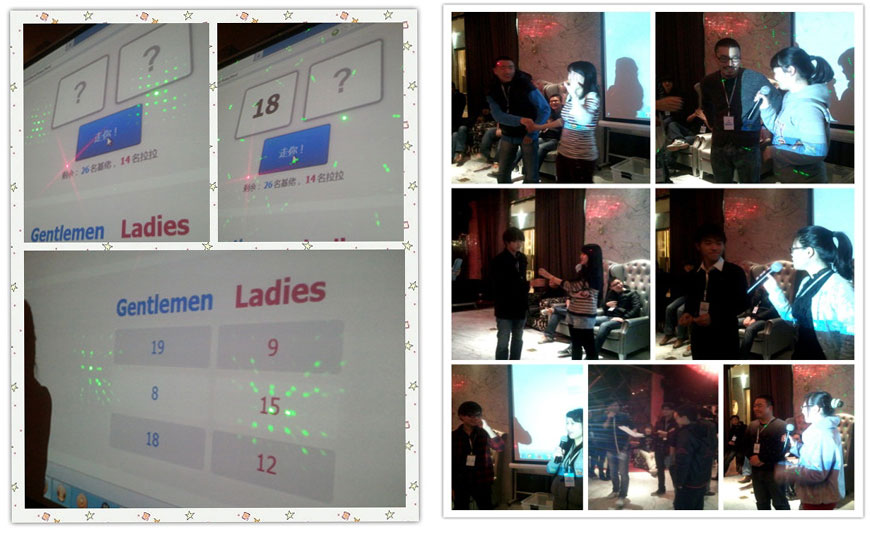 ? ?
走你！
剩余：26 名基佬，14 名拉拉
Gentlemen Ladies
18 ?
走你！
剩余：26 名基佬，14 名拉拉
Gentlemen Ladies
19 9
8 15
18 12